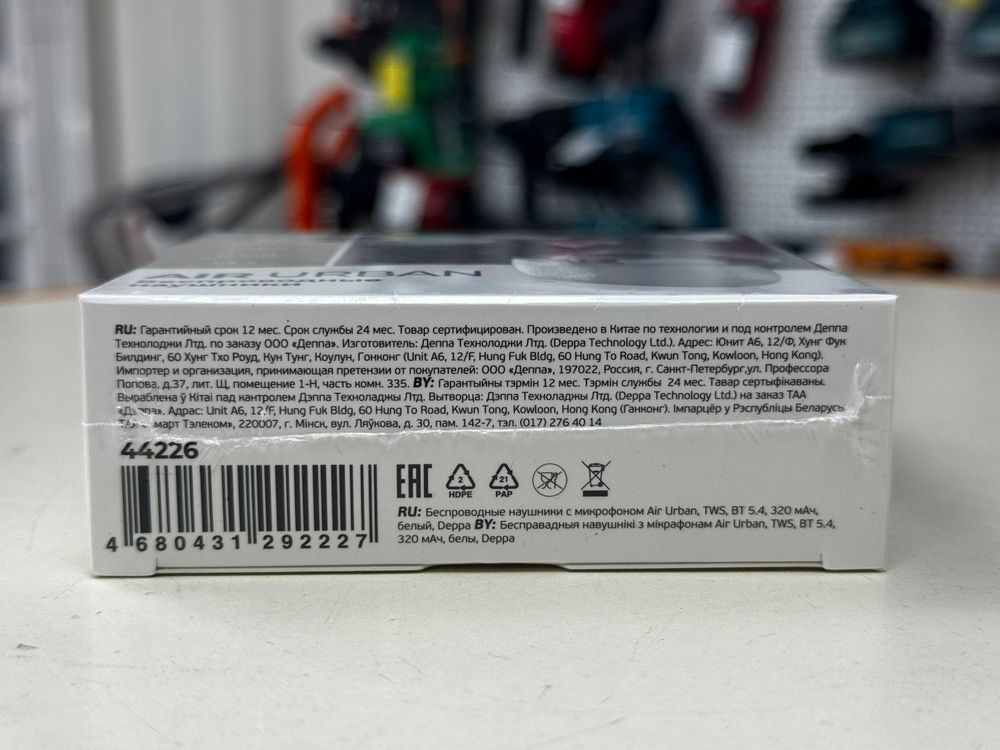 AIR URBAN
Беспроводные
наушники
RU: Гарантийный срок 12 мес. Срок службы 24 мес. Товар сертифицирован. Произведено в Китае по технологии и под контролем Деппа
Технолоджи Лтд. по заказу ООО «Деппа». Изготовитель: Деппа Технолоджи Лтд. (Deppa Technology Ltd.). Адрес: Юнит А6, 12/Ф, Хунг Фук
Билдинг, 60 Хунг Тхо Роуд, Кун Тунг, Коулун, Гонконг (Unit A6, 12/F, Hung Fuk Bldg, 60 Hung To Road, Kwun Tong, Kowloon, Hong Kong).
Импортер и организация, принимающая претензии от покупателей: ООО «Деппа», 197022, Россия, г. Санкт-Петербург,ул. Профессора
Попова, д.37, лит. Щ, помещение 1-Н, часть комн. 335. BY: Гарантыйны тэрмін 12 мес. Тэрмін службы 24 мес. Тавар сертыфікаваны.
Выраблена ў Кітаі пад кантролем Дэппа Техноладжы Лтд. Вытворца: Дэппа Техноладжы Лтд. (Deppa Technology Ltd.) на заказ ТАА
«Дэппа». Адрас: Unit A6, 12/F, Hung Fuk Bldg, 60 Hung To Road, Kwun Tong, Kowloon, Hong Kong (Ганконг). Імпарцёр у Рэспубліцы Беларусь
март Тэлеком», 220007, г. Мінск, вул. Ляўкова, д. 30, пам. 142-7, тэл. (017) 276 40 14
44226
4 680431 292227
EAC
2
HDPE
21
PAP
RU: Беспроводные наушники с микрофоном Air Urban, TWS, BT 5.4, 320 мАч,
белый, Deppa BY: Бесправадныя навушнікі з мікрафонам Air Urban, TWS, BT 5.4,
320 мАч, белы, Deppa